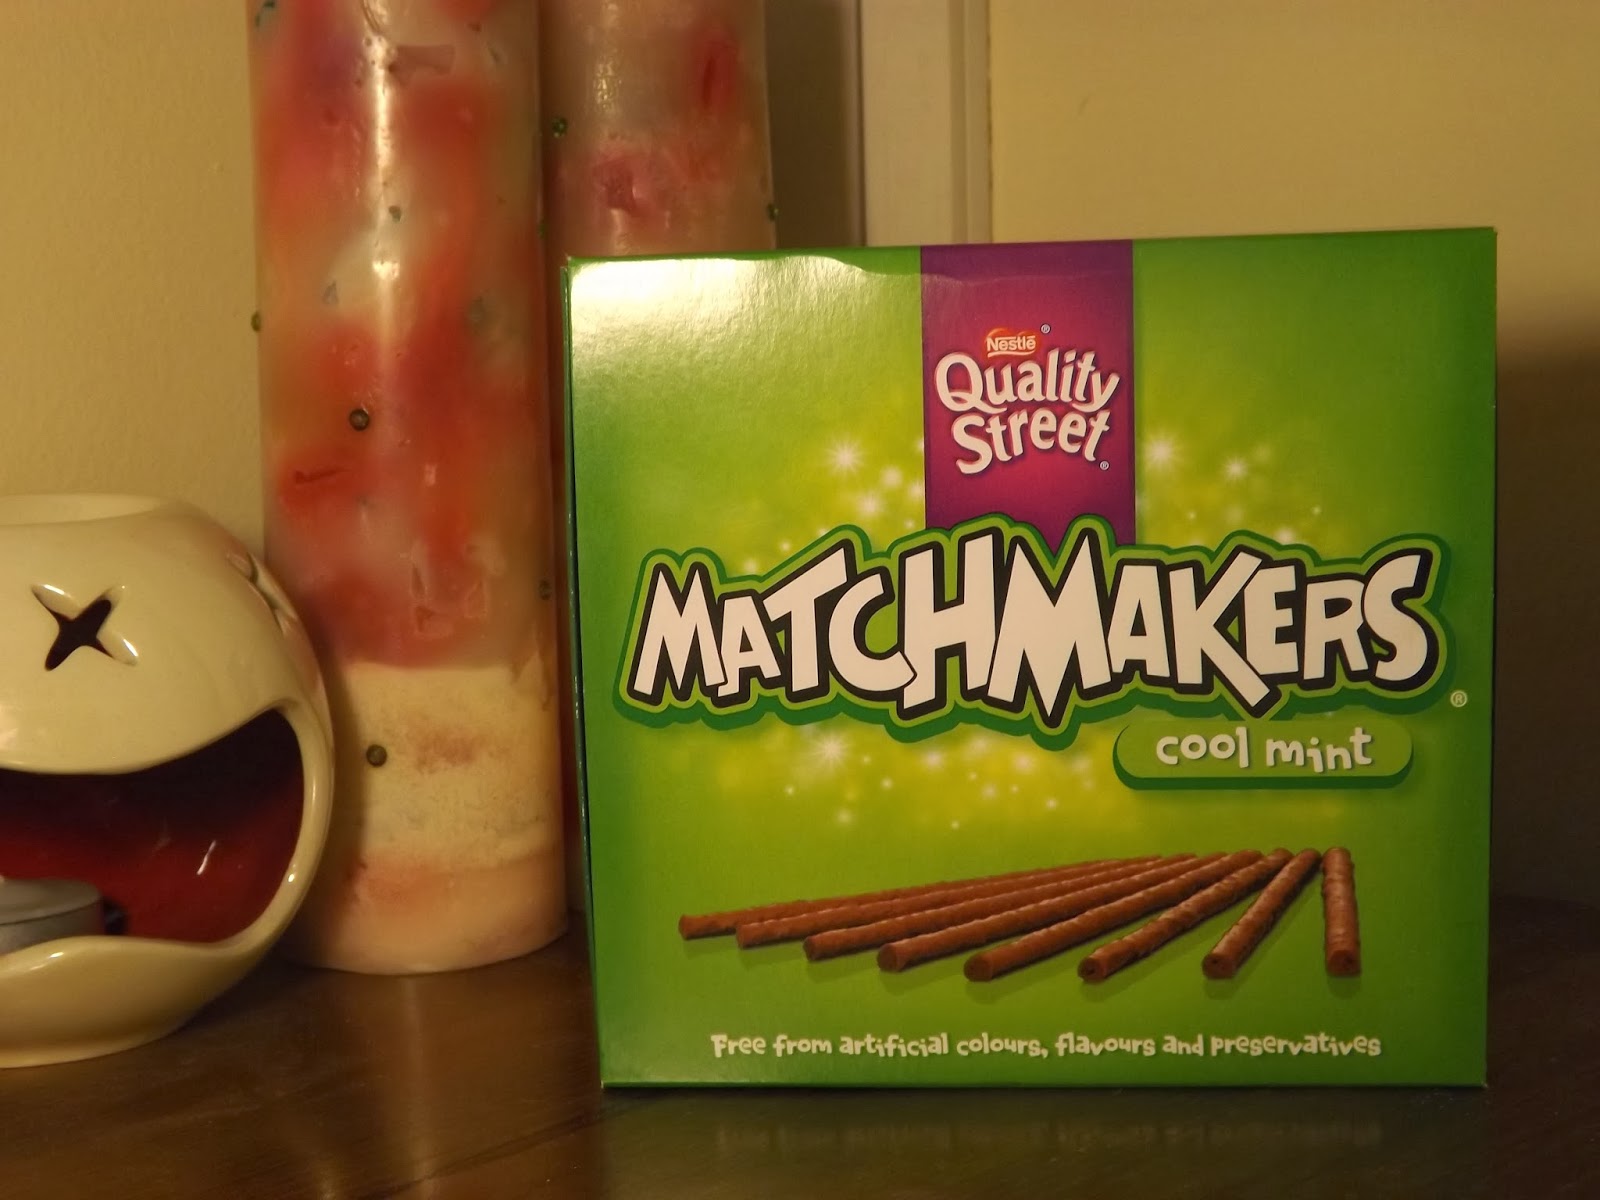 Nestlé®
Quality
Street®
MATCHMAKERS®
cool mint
Free from artificial colours, flavours and preservatives